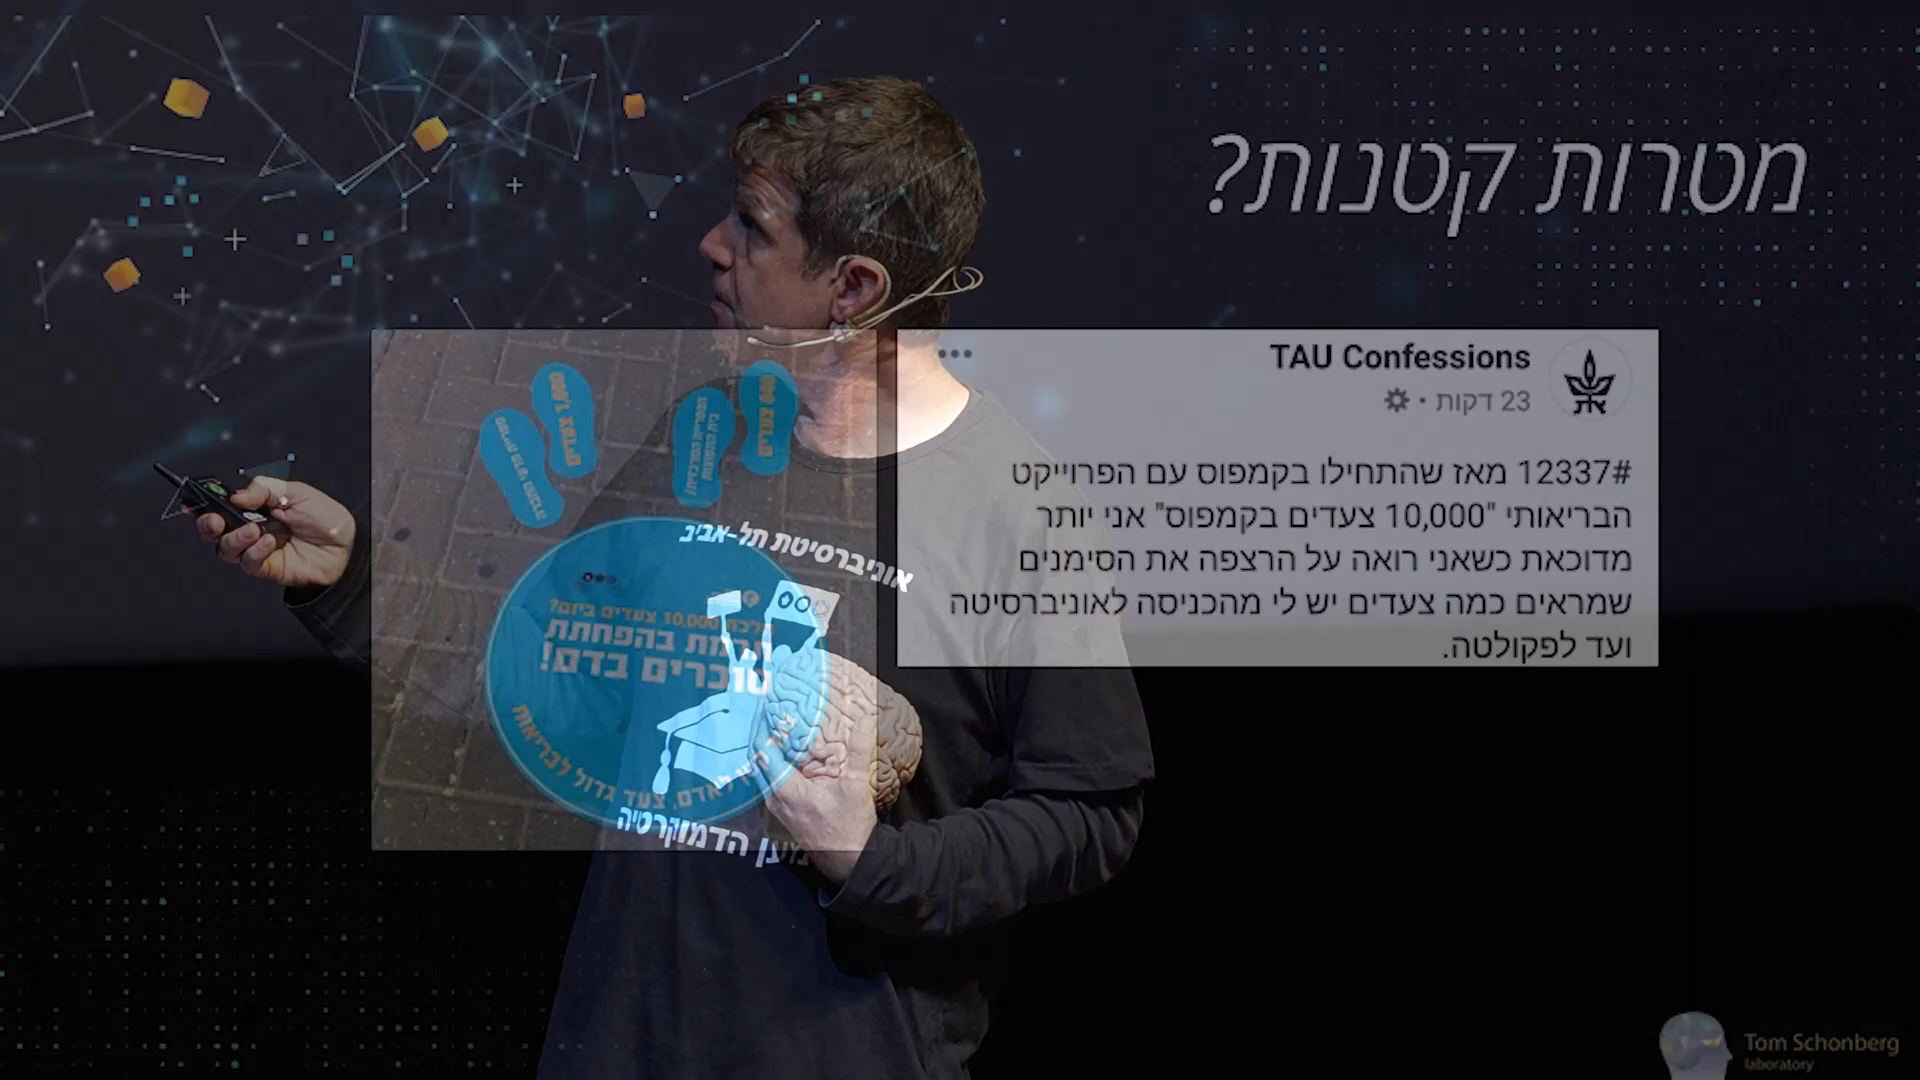 מטרות קטנות?
TAU Confessions
23 דקות ·
#12337 מאז שהתחילו בקמפוס עם הפרוייקט
הבריאותי "10,000 צעדים בקמפוס" אני יותר
מדוכאת כשאני רואה על הרצפה את הסימנים
שמראים כמה צעדים יש לי מהכניסה לאוניברסיטה
ועד לפקולטה.
10,000 צעדים ביום?
בהפחתת
סוכרים בדם!
לאדם, צעד גדול לבריאות
אוניברסיטת תל-אביב
מען הדמוקרטיה
Tom Schonberg
laboratory